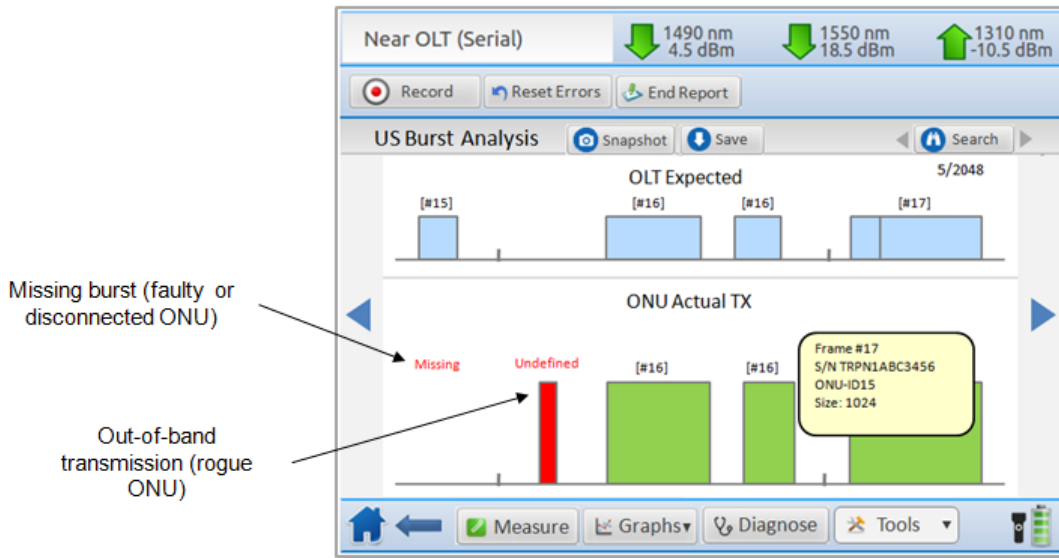 Near OLT (Serial)
1490 nm
4.5 dBm
1550 nm
18.5 dBm
1310 nm
-10.5 dBm
Record
Reset Errors
End Report
US Burst Analysis
Snapshot
Save
Search
OLT Expected
5/2048
[#15]
[#16]
[#16]
[#17]
Missing burst (faulty or
disconnected ONU)
ONU Actual TX
Missing
Undefined
[#16]
[#16]
Frame #17
S/N TRPN1ABC3456
ONU-ID15
Size: 1024
Out-of-band
transmission (rogue
ONU)
Measure
Graphs
Diagnose
Tools